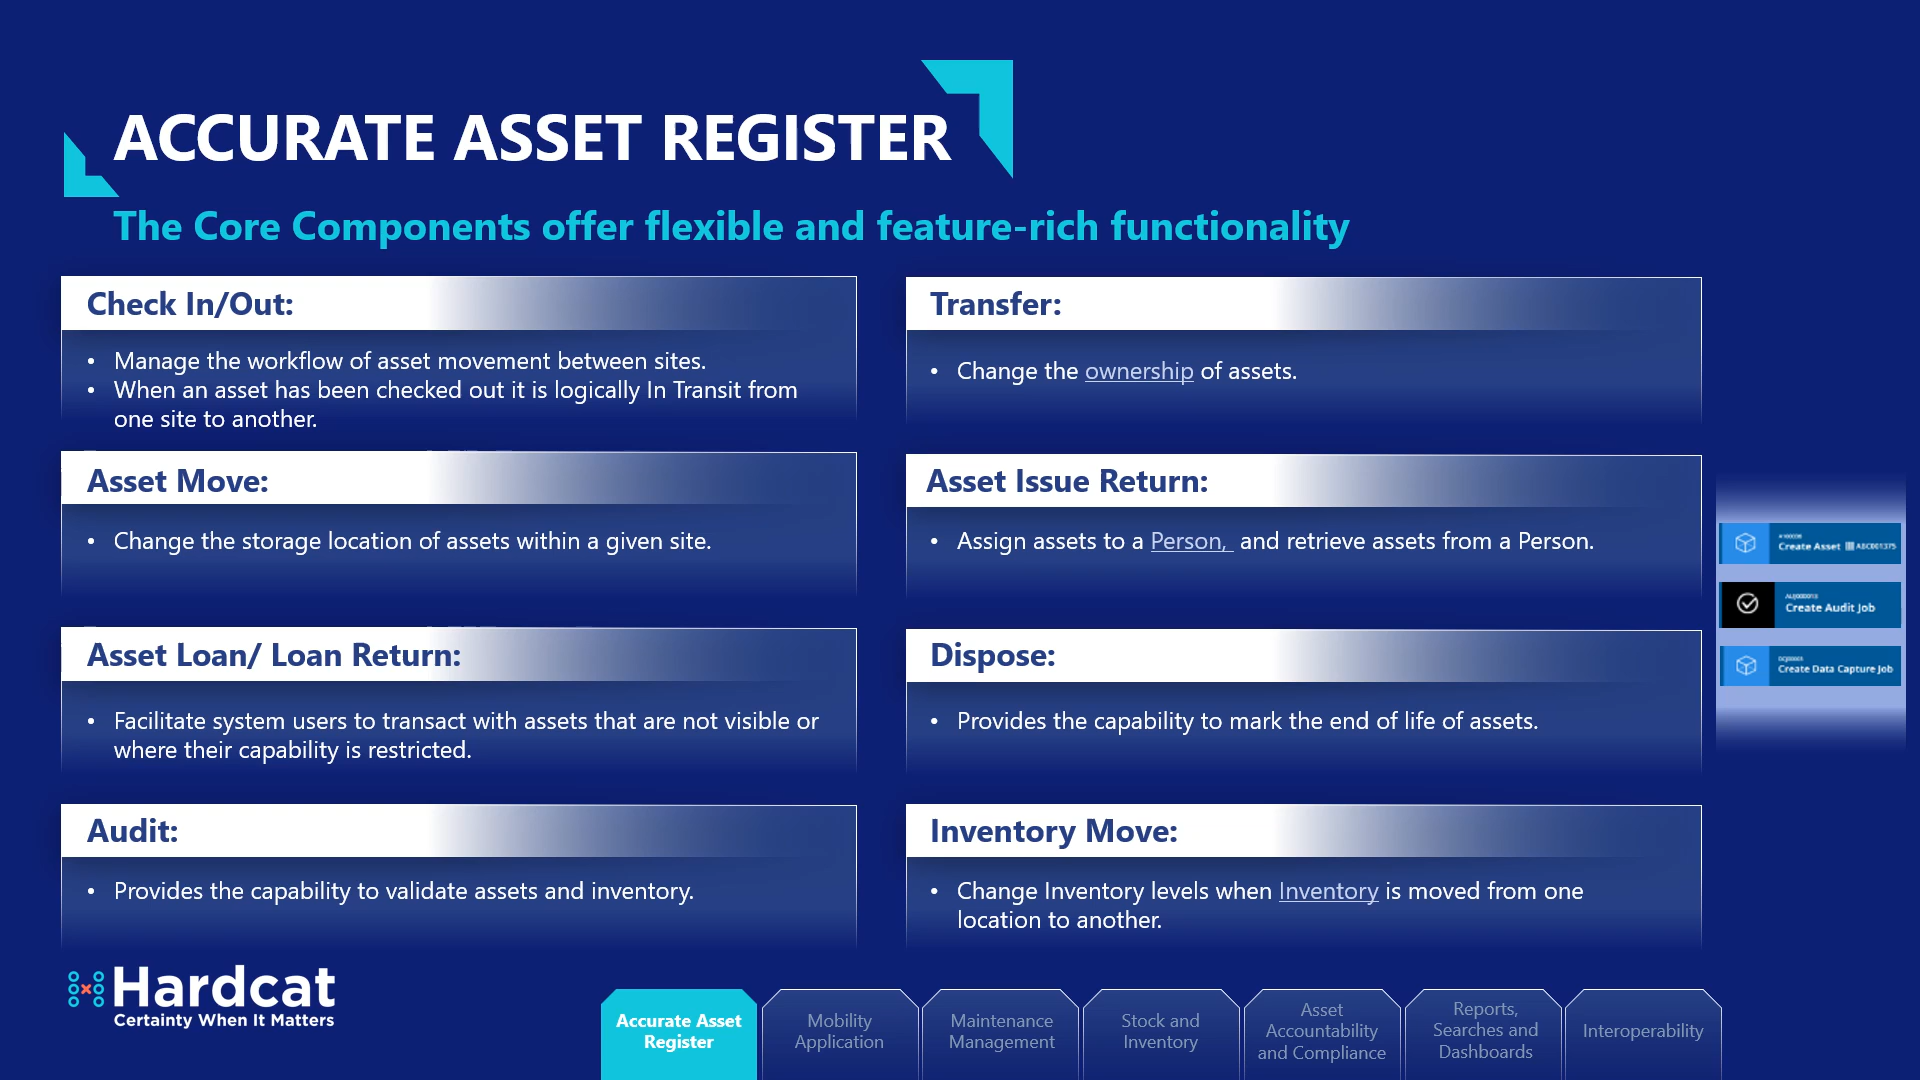 ACCURATE ASSET REGISTER
The Core Components offer flexible and feature-rich functionality
Check In/Out:
• Manage the workflow of asset movement between sites.
• When an asset has been checked out it is logically In Transit from
one site to another.
Transfer:
• Change the ownership of assets.
Asset Move:
• Change the storage location of assets within a given site.
Asset Issue Return:
• Assign assets to a Person,  and retrieve assets from a Person.
Asset Loan/ Loan Return:
• Facilitate system users to transact with assets that are not visible or
where their capability is restricted.
Dispose:
• Provides the capability to mark the end of life of assets.
Audit:
• Provides the capability to validate assets and inventory.
Inventory Move:
• Change Inventory levels when Inventory is moved from one
location to another.
Create Asset ABC001375
Create Audit Job
Create Data Capture Job
Hardcat
Certainty When It Matters
Accurate Asset
Register
Mobility
Application
Maintenance
Management
Stock and
Inventory
Asset
Accountability
and Compliance
Reports,
Searches and
Dashboards
Interoperability